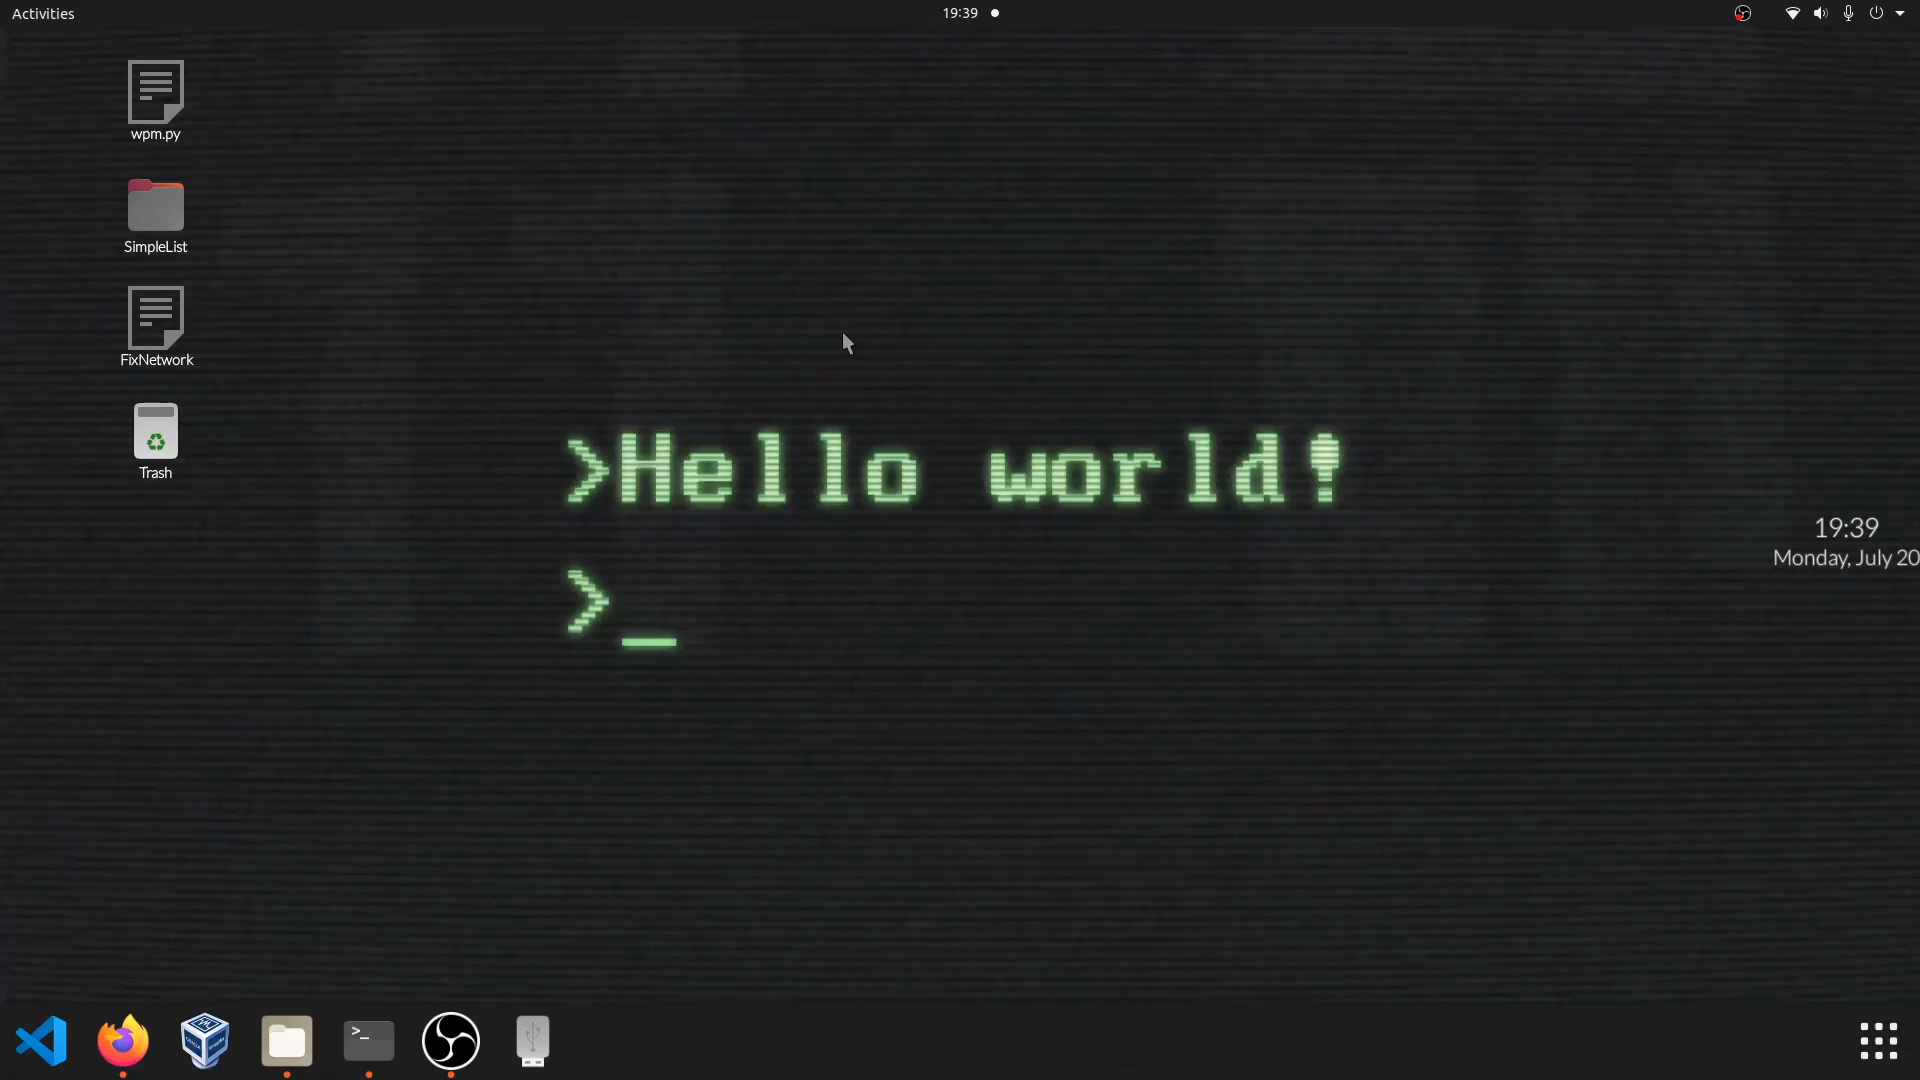 Activities
19:39
wpm.py
SimpleList
FixNetwork
Trash
>Hello world!
>_
19:39
Monday, July 20
>_